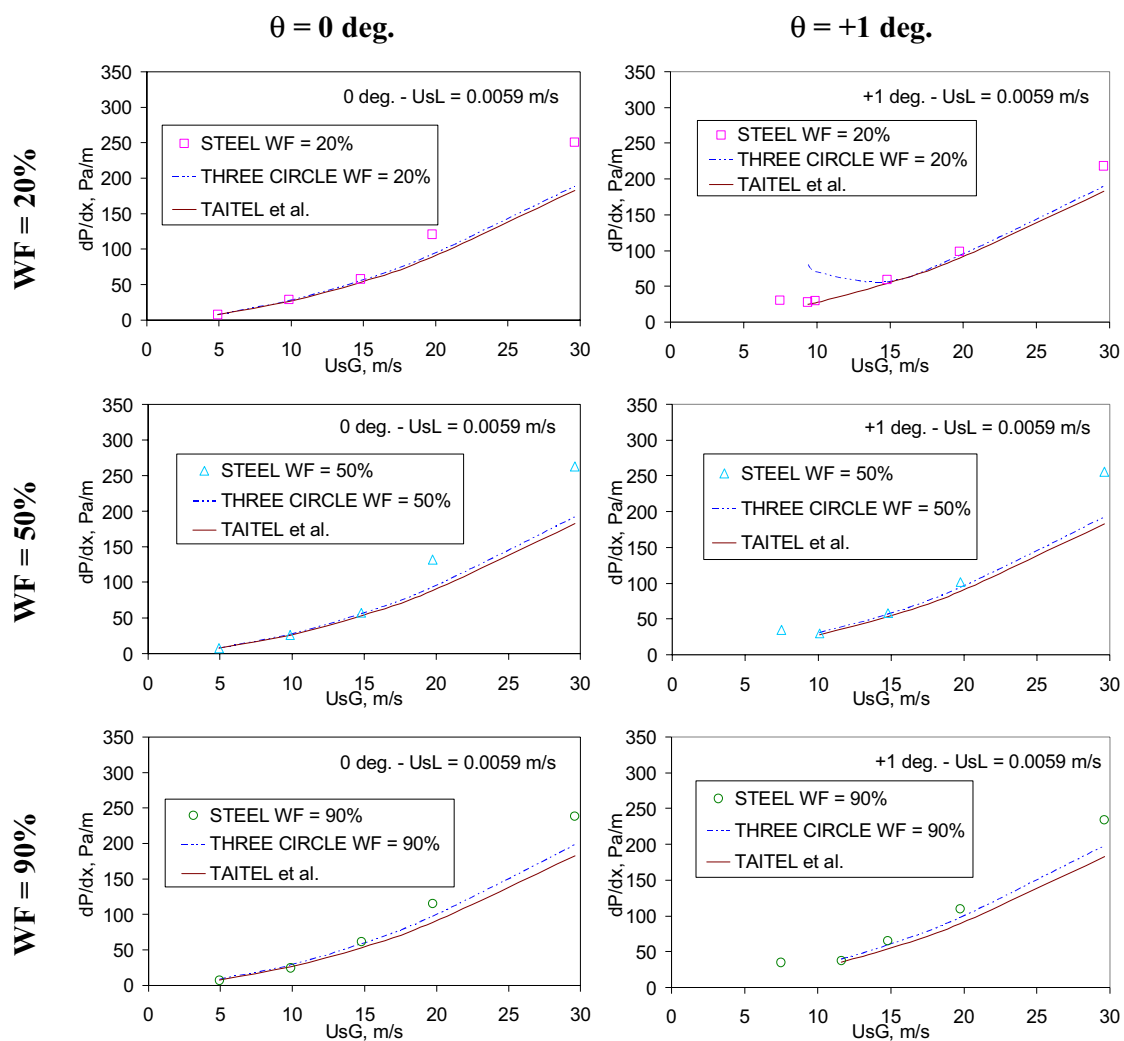 θ = 0 deg.
θ = +1 deg.
WF = 20%
0 deg. - UsL = 0.0059 m/s
STEEL WF = 20%
THREE CIRCLE WF = 20%
TAITEL et al.
dP/dx, Pa/m
350
300
250
200
150
100
50
0
0 5 10 15 20 25 30
UsG, m/s
+1 deg. - UsL = 0.0059 m/s
STEEL WF = 20%
THREE CIRCLE WF = 20%
TAITEL et al.
dP/dx, Pa/m
350
300
250
200
150
100
50
0
0 5 10 15 20 25 30
UsG, m/s
WF = 50%
0 deg. - UsL = 0.0059 m/s
STEEL WF = 50%
THREE CIRCLE WF = 50%
TAITEL et al.
dP/dx, Pa/m
350
300
250
200
150
100
50
0
0 5 10 15 20 25 30
UsG, m/s
+1 deg. - UsL = 0.0059 m/s
STEEL WF = 50%
THREE CIRCLE WF = 50%
TAITEL et al.
dP/dx, Pa/m
350
300
250
200
150
100
50
0
0 5 10 15 20 25 30
UsG, m/s
WF = 90%
0 deg. - UsL = 0.0059 m/s
STEEL WF = 90%
THREE CIRCLE WF = 90%
TAITEL et al.
dP/dx, Pa/m
350
300
250
200
150
100
50
0
0 5 10 15 20 25 30
UsG, m/s
+1 deg. - UsL = 0.0059 m/s
STEEL WF = 90%
THREE CIRCLE WF = 90%
TAITEL et al.
dP/dx, Pa/m
350
300
250
200
150
100
50
0
0 5 10 15 20 25 30
UsG, m/s